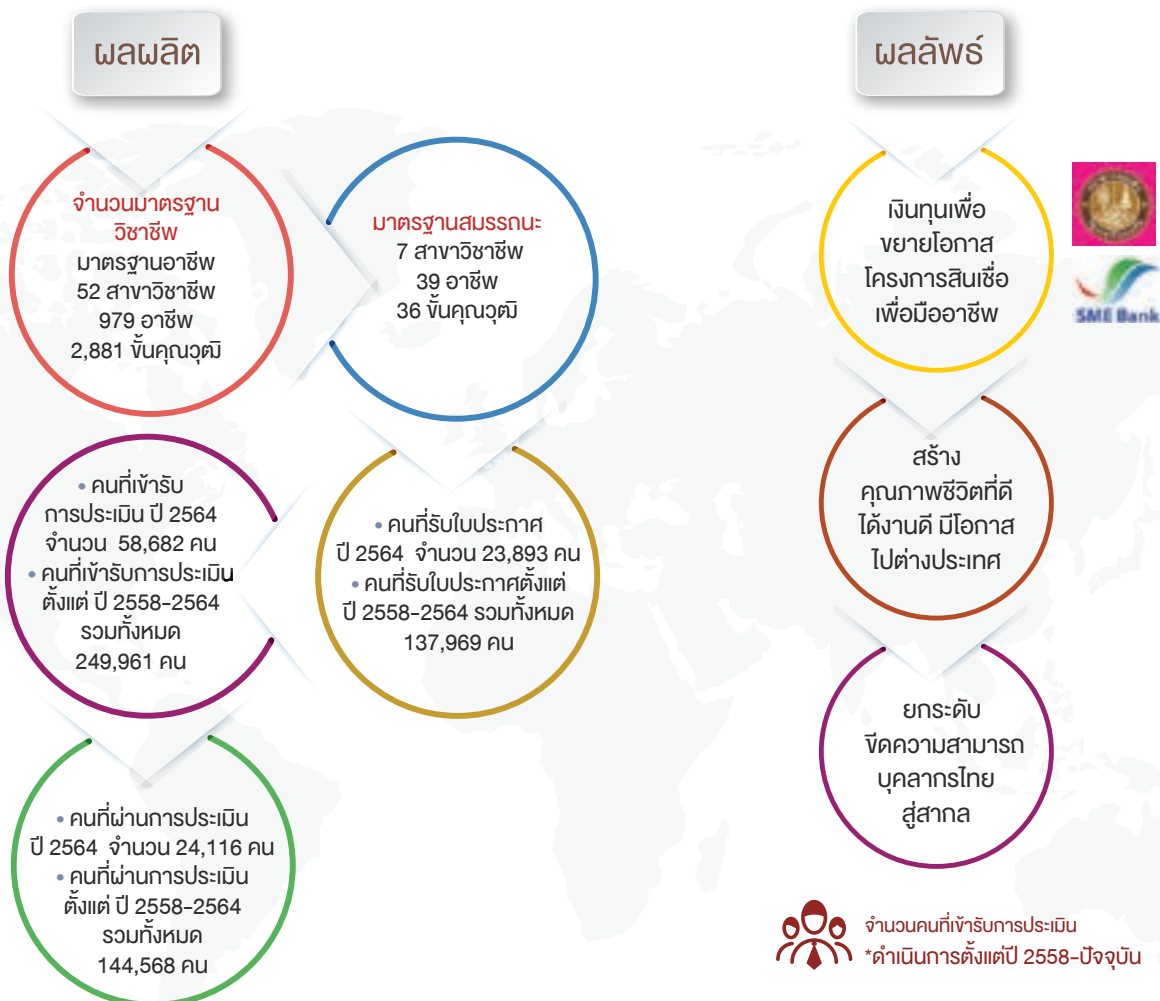 ผลผลิต
จำนวนมาตรฐาน
วิชาชีพ
มาตรฐานอาชีพ
52 สาขาวิชาชีพ
979 อาชีพ
2,881 ชั้นคุณวุฒิ
มาตรฐานสมรรถนะ
7 สาขาวิชาชีพ
39 อาชีพ
36 ชั้นคุณวุฒิ
• คนที่เข้ารับ
การประเมิน ปี 2564
จำนวน 58,682 คน
• คนที่เข้ารับการประเมิน
ตั้งแต่ ปี 2558-2564
รวมทั้งหมด
249,961 คน
• คนที่รับใบประกาศ
ปี 2564 จำนวน 23,893 คน
• คนที่รับใบประกาศตั้งแต่
ปี 2558-2564 รวมทั้งหมด
137,969 คน
• คนที่ผ่านการประเมิน
ปี 2564 จำนวน 24,116 คน
• คนที่ผ่านการประเมิน
ตั้งแต่ ปี 2558-2564
รวมทั้งหมด
144,568 คน
ผลลัพธ์
เงินทุนเพื่อ
ขยายโอกาส
โครงการสินเชื่อ
เพื่อมืออาชีพ
SME Bank
สร้าง
คุณภาพชีวิตที่ดี
ได้งานดี มีโอกาส
ไปต่างประเทศ
ยกระดับ
ขีดความสามารถ
บุคลากรไทย
สู่สากล
จำนวนคนที่เข้ารับการประเมิน
*ดำเนินการตั้งแต่ปี 2558-ปัจจุบัน